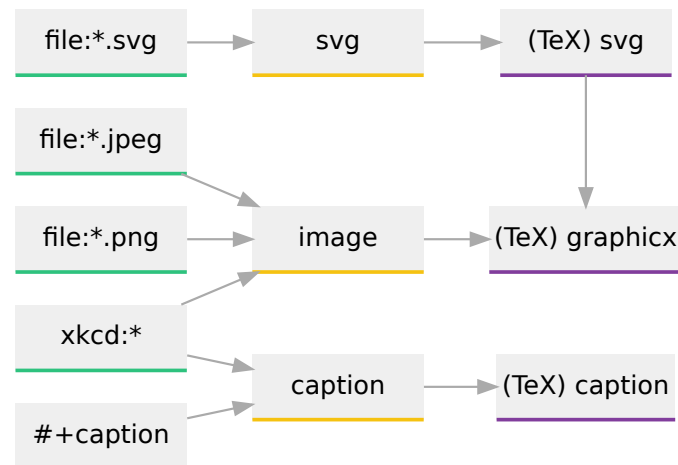 file:*.svg
svg
(TeX) svg
file:*.jpeg
file:*.png
image
(TeX) graphicx
xkcd:*
caption
(TeX) caption
#+caption